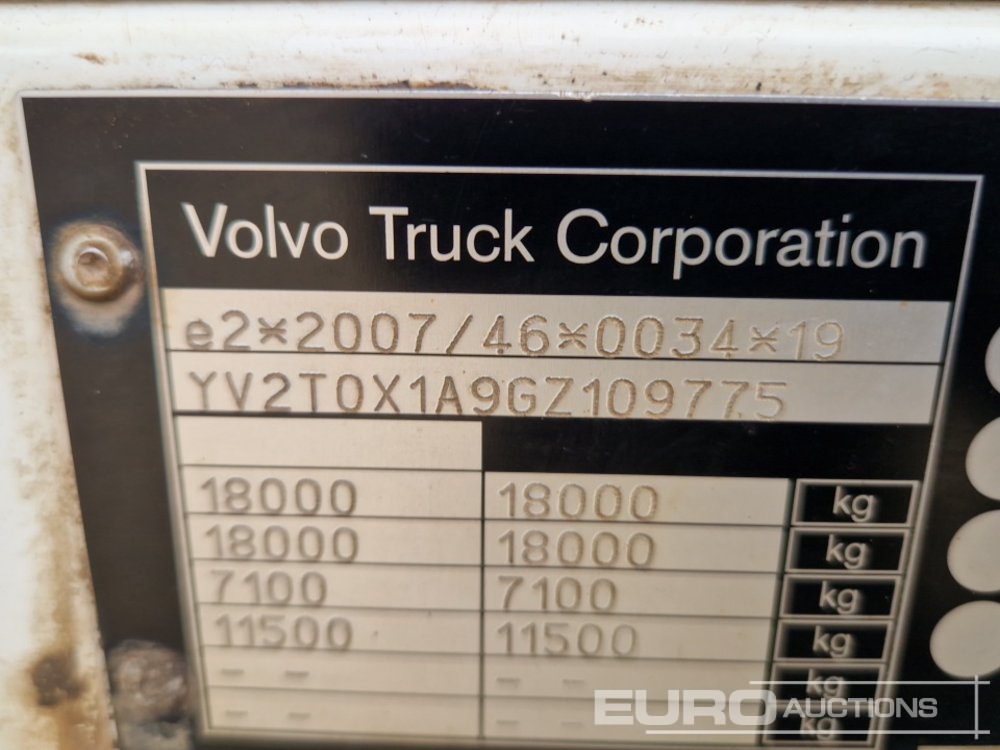 Volvo Truck Corporation
e2*2007/46*0034*19
YV2T0X1A9GZ109775
18000 18000 kg
18000 18000 kg
7100 7100 kg
11500 11500 kg
– – – – kg
– – – – kg
EURO AUCTIONS